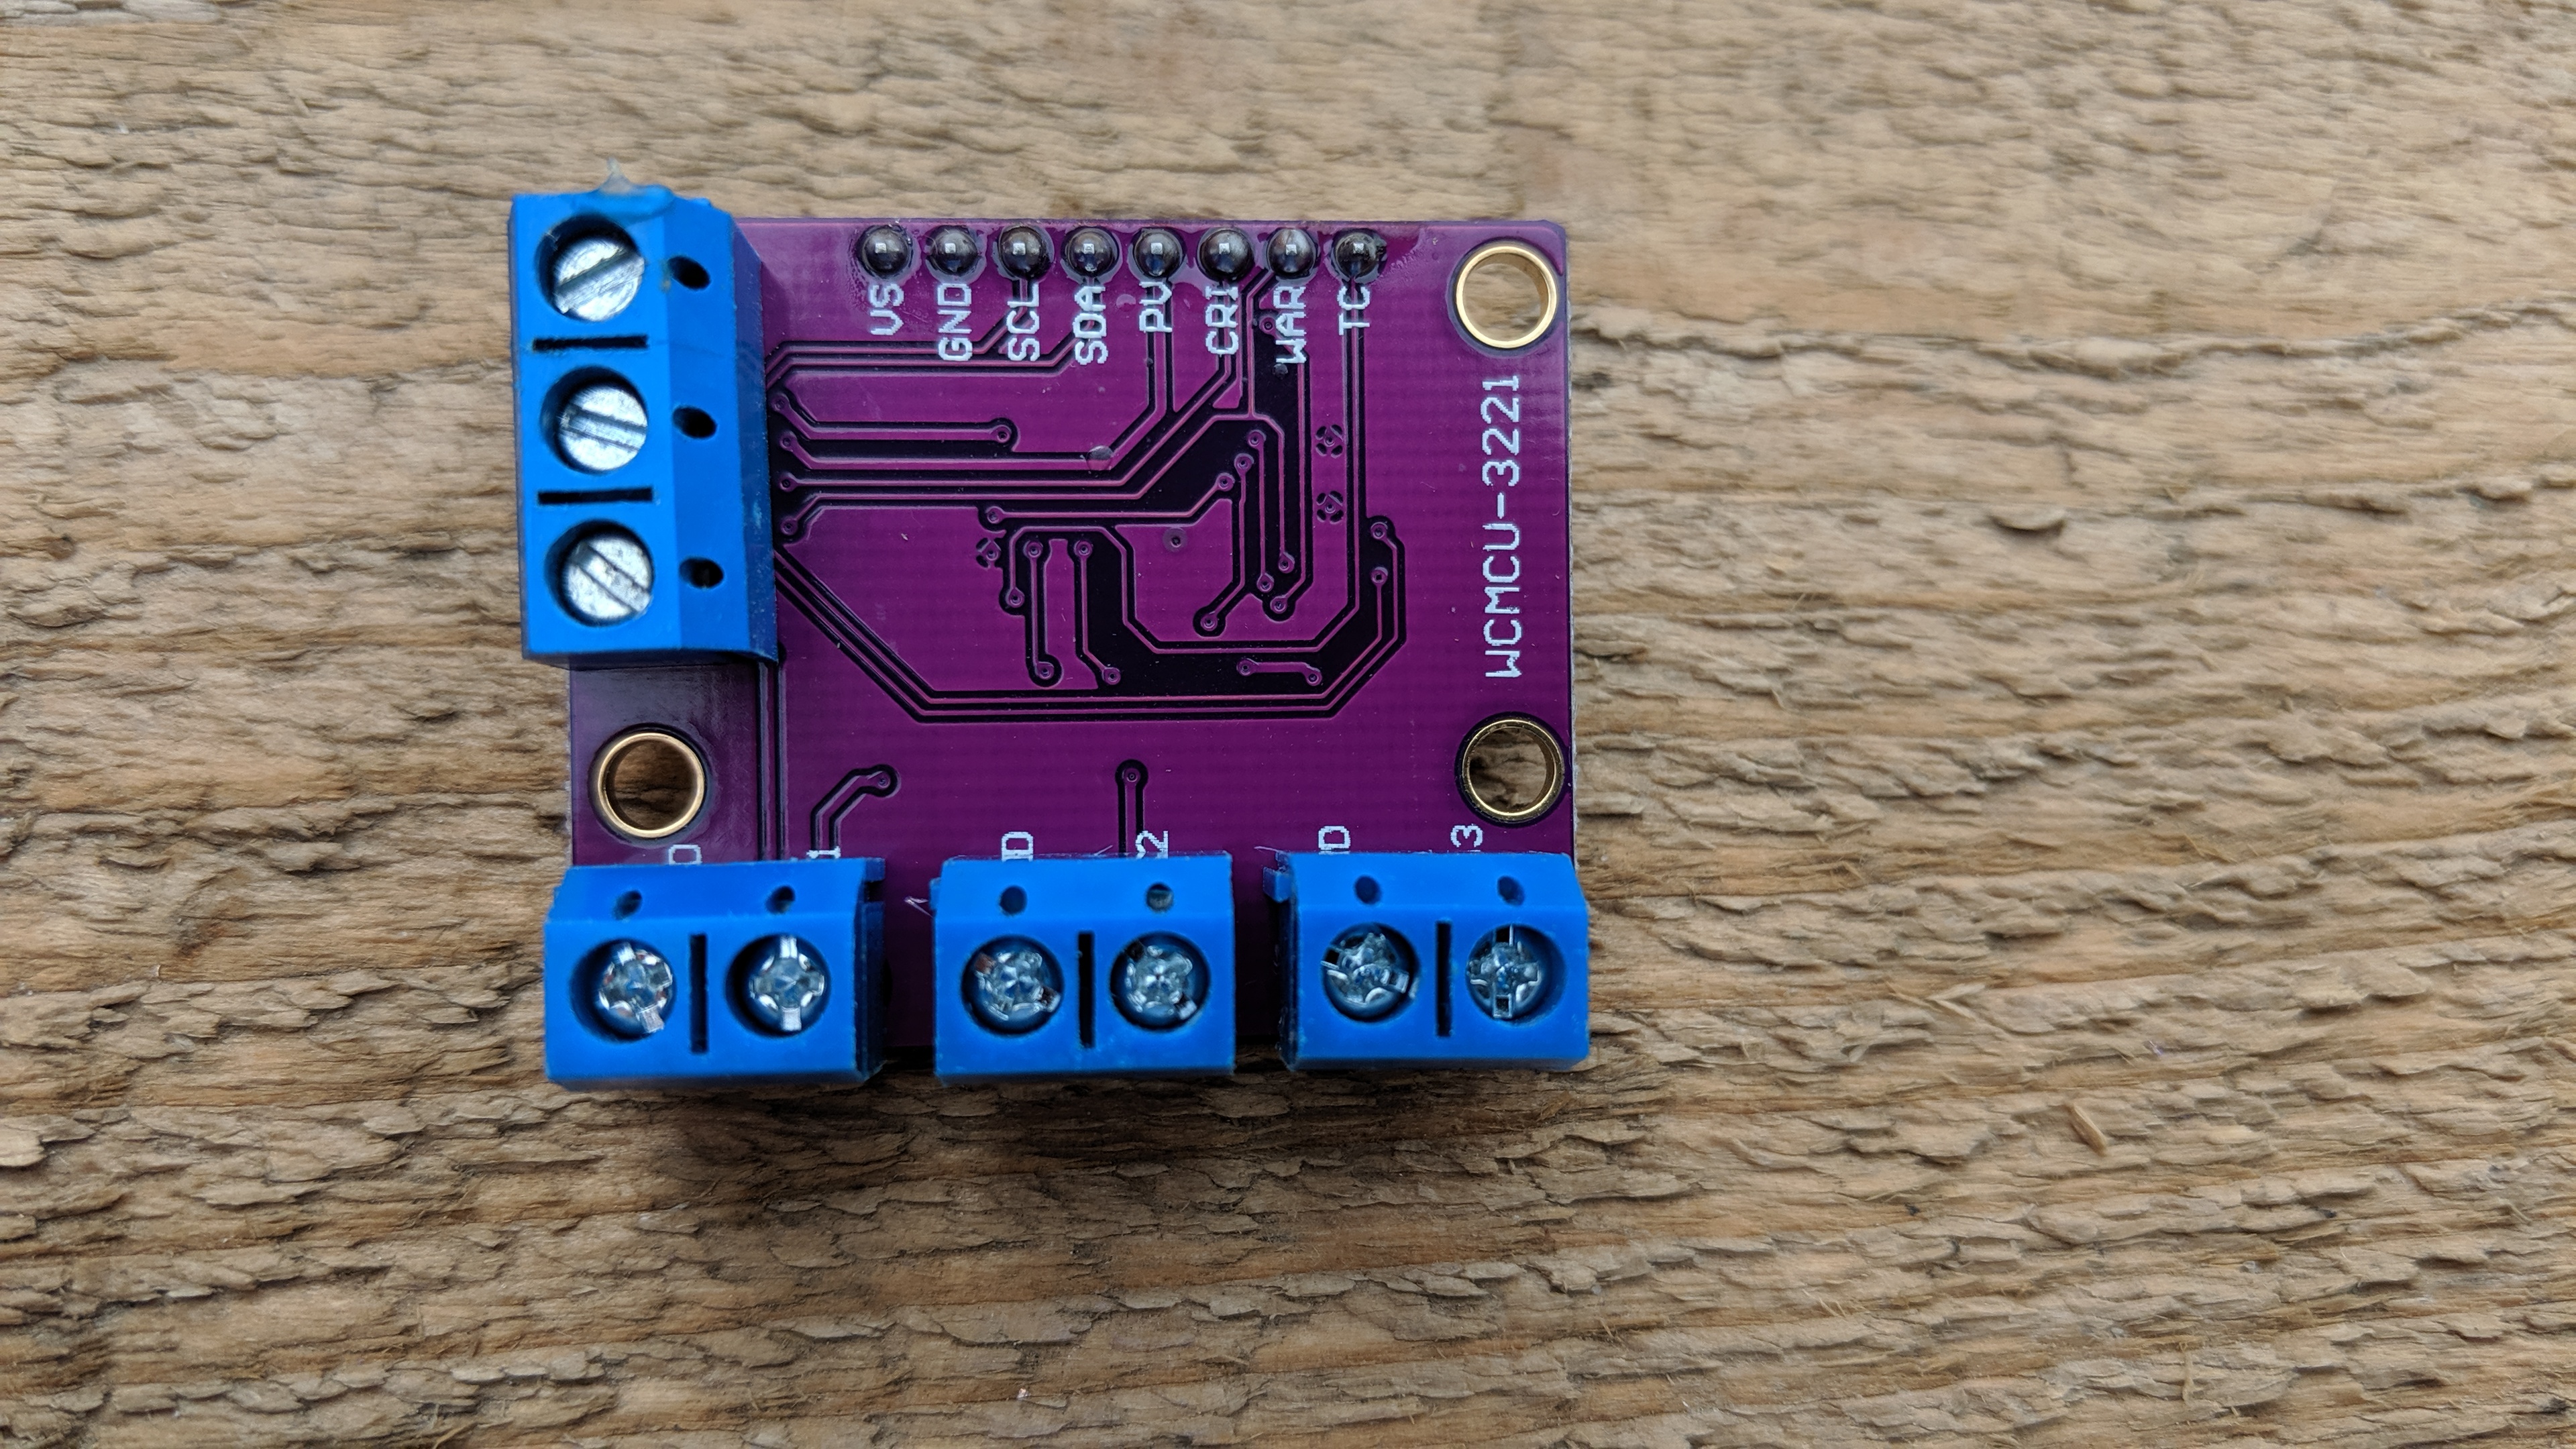 VS
GND
SCL
SDA
PV
CRI
WAR
TC
WCMCU-3221